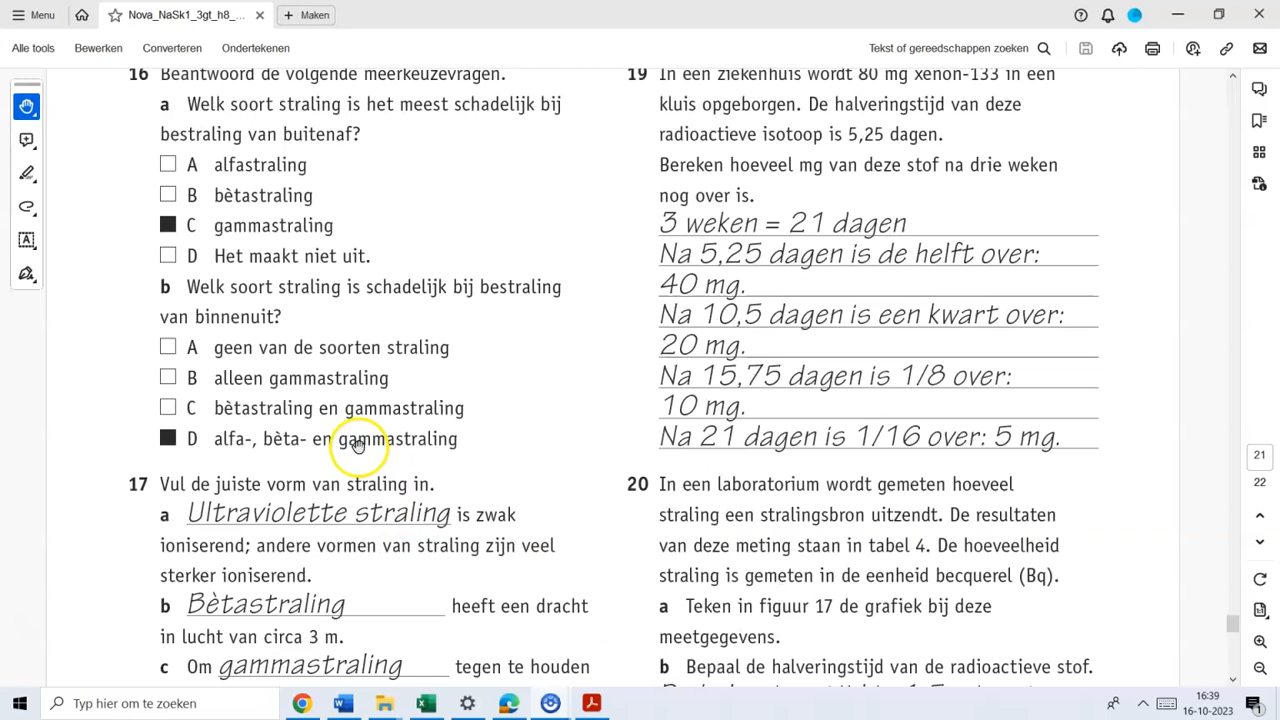 Menu
Nova_NaSk1_3gt_h8_...
Maken
Alle tools
Bewerken
Converteren
Ondertekenen
Tekst of gereedschappen zoeken
16 Beantwoord de volgende meerkeuzevragen.
a Welk soort straling is het meest schadelijk bij
bestraling van buitenaf?
A alfastraling
B bètastraling
C gammastraling
D Het maakt niet uit.
b Welk soort straling is schadelijk bij bestraling
van binnenuit?
A geen van de soorten straling
B alleen gammastraling
C bètastraling en gammastraling
D alfa-, bèta- en gammastraling
17 Vul de juiste vorm van straling in.
a Ultraviolette straling is zwak
ioniserend; andere vormen van straling zijn veel
sterker ioniserend.
b Bètastraling heeft een dracht
in lucht van circa 3 m.
c Om gammastraling tegen te houden
19 In een ziekenhuis wordt 80 mg xenon-133 in een
kluis opgeborgen. De halveringstijd van deze
radioactieve isotoop is 5,25 dagen.
Bereken hoeveel mg van deze stof na drie weken
nog over is.
3 weken = 21 dagen
Na 5,25 dagen is de helft over:
40 mg.
Na 10,5 dagen is een kwart over:
20 mg.
Na 15,75 dagen is 1/8 over:
10 mg.
Na 21 dagen is 1/16 over: 5 mg.
20 In een laboratorium wordt gemeten hoeveel
straling een stralingsbron uitzendt. De resultaten
van deze meting staan in tabel 4. De hoeveelheid
straling is gemeten in de eenheid becquerel (Bq).
a Teken in figuur 17 de grafiek bij deze
meetgegevens.
b Bepaal de halveringstijd van de radioactieve stof.
21
22
Typ hier om te zoeken
16:39
16-10-2023
1